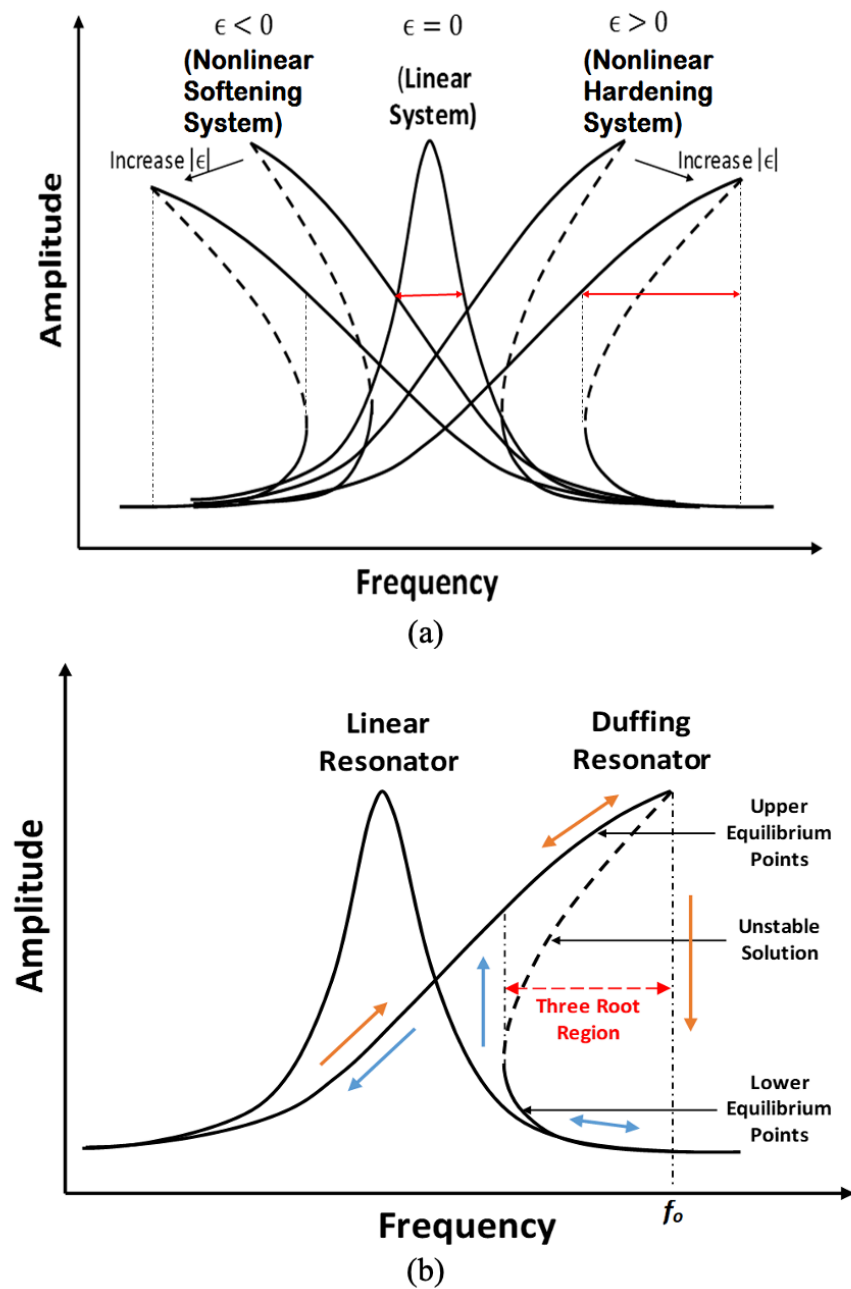 ϵ < 0
(Nonlinear
Softening
System)
ϵ = 0
(Linear
System)
ϵ > 0
(Nonlinear
Hardening
System)
Increase |ϵ|
Increase |ϵ|
Amplitude
Frequency
(a)
Linear
Resonator
Duffing
Resonator
Upper
Equilibrium
Points
Unstable
Solution
Three Root
Region
Lower
Equilibrium
Points
Amplitude
fo
Frequency
(b)